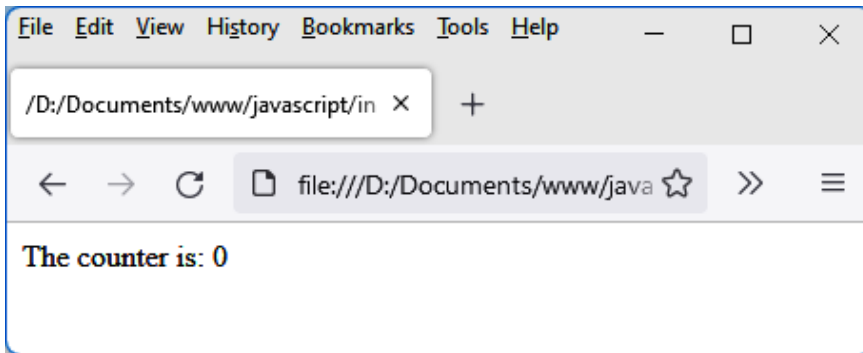 File Edit View History Bookmarks Tools Help
/D:/Documents/www/javascript/in
file:///D:/Documents/www/java
The counter is: 0